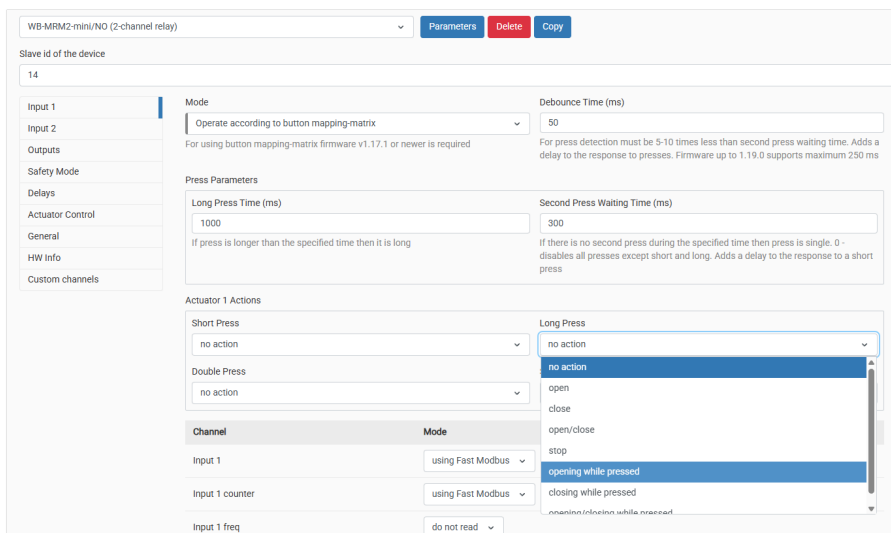 WB-MRM2-mini/NO (2-channel relay)
Parameters
Delete
Copy
Slave id of the device
14
Input 1
Input 2
Outputs
Safety Mode
Delays
Actuator Control
General
HW Info
Custom channels
Mode
Operate according to button mapping-matrix
For using button mapping-matrix firmware v1.17.1 or newer is required
Debounce Time (ms)
50
For press detection must be 5-10 times less than second press waiting time. Adds a
delay to the response to presses. Firmware up to 1.19.0 supports maximum 250 ms
Press Parameters
Long Press Time (ms)
1000
If press is longer than the specified time then it is long
Second Press Waiting Time (ms)
300
If there is no second press during the specified time then press is single. 0 -
disables all presses except short and long. Adds a delay to the response to a short
press
Actuator 1 Actions
Short Press
no action
Long Press
no action
Double Press
no action
no action
open
close
open/close
stop
opening while pressed
closing while pressed
opening/closing while pressed
Channel
Mode
Input 1
using Fast Modbus
Input 1 counter
using Fast Modbus
Input 1 freq
do not read